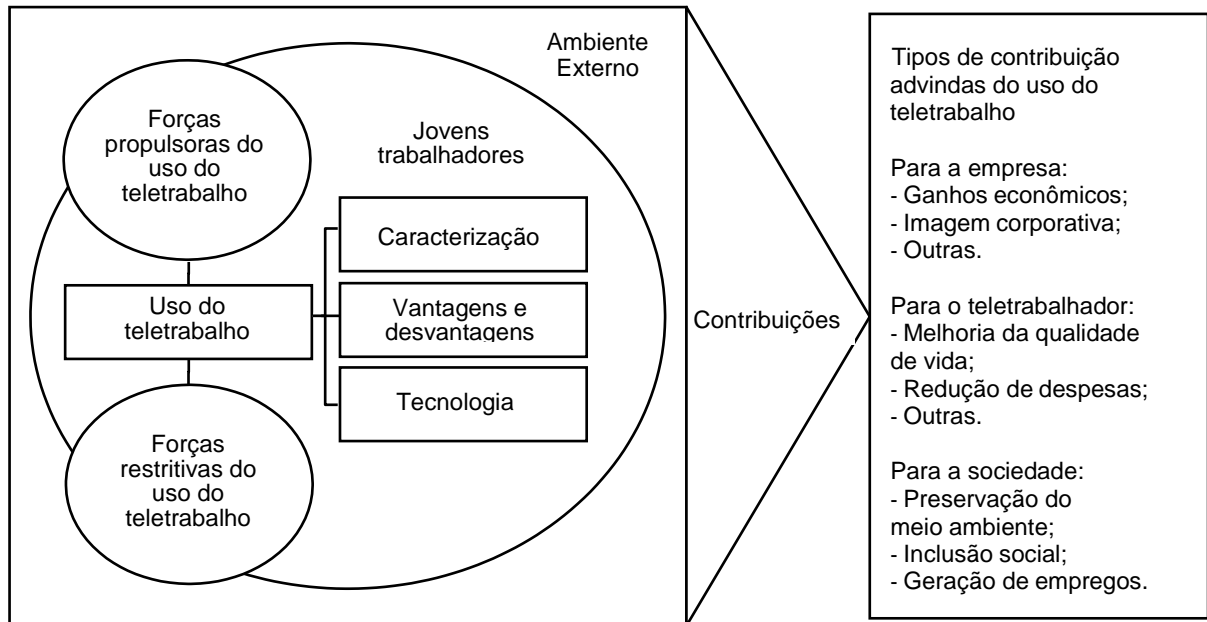 Ambiente
Externo
Forças
propulsoras do
uso do
teletrabalho
Jovens
trabalhadores
Caracterização
Uso do
teletrabalho
Vantagens e
desvantagens
Tecnologia
Forças
restritivas do
uso do
teletrabalho
Contribuições
Tipos de contribuição
advindas do uso do
teletrabalho
Para a empresa:
- Ganhos econômicos;
- Imagem corporativa;
- Outras.
Para o teletrabalhador:
- Melhoria da qualidade
de vida;
- Redução de despesas;
- Outras.
Para a sociedade:
- Preservação do
meio ambiente;
- Inclusão social;
- Geração de empregos.